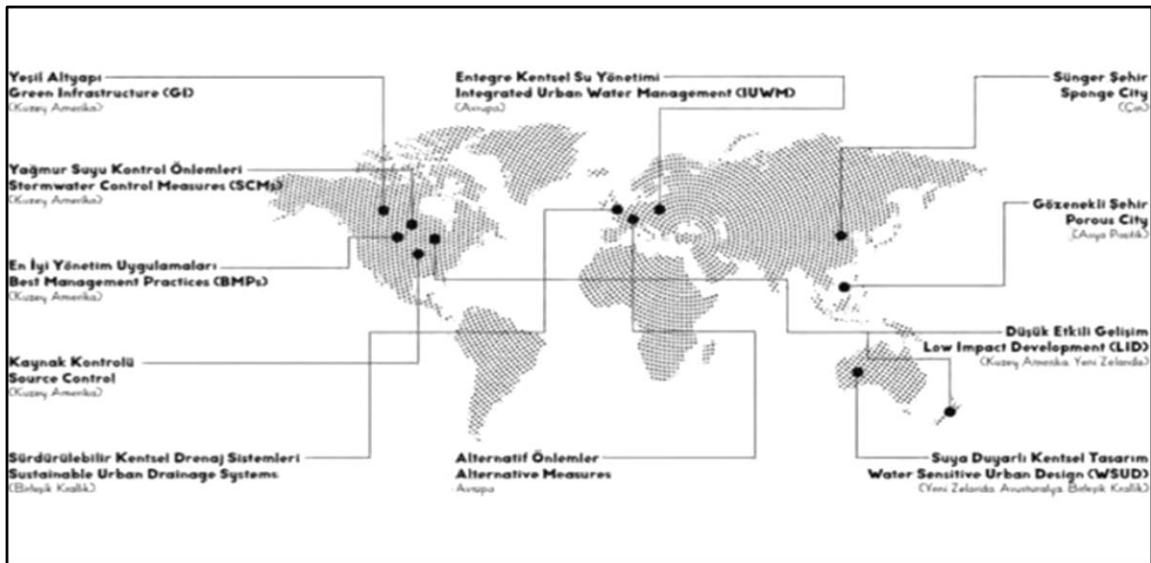 Yeşil Altyapı
Green Infrastructure (GI)
(Kuzey Amerika)
Yağmur Suyu Kontrol Önlemleri
Stormwater Control Measures (SCMs)
(Kuzey Amerika)
En İyi Yönetim Uygulamaları
Best Management Practices (BMPs)
(Kuzey Amerika)
Kaynak Kontrolü
Source Control
(Kuzey Amerika)
Sürdürülebilir Kentsel Drenaj Sistemleri
Sustainable Urban Drainage Systems
(Birleşik Krallık)
Entegre Kentsel Su Yönetimi
Integrated Urban Water Management (IUWM)
(Avrupa)
Alternatif Önlemler
Alternative Measures
Avrupa
Sünger Şehir
Sponge City
(Çin)
Gözenekli Şehir
Porous City
(Asya Pasifik)
Düşük Etkili Gelişim
Low Impact Development (LID)
(Kuzey Amerika, Yeni Zelanda)
Suya Duyarlı Kentsel Tasarım
Water Sensitive Urban Design (WSUD)
(Yeni Zelanda, Avusturalya, Birleşik Krallık)